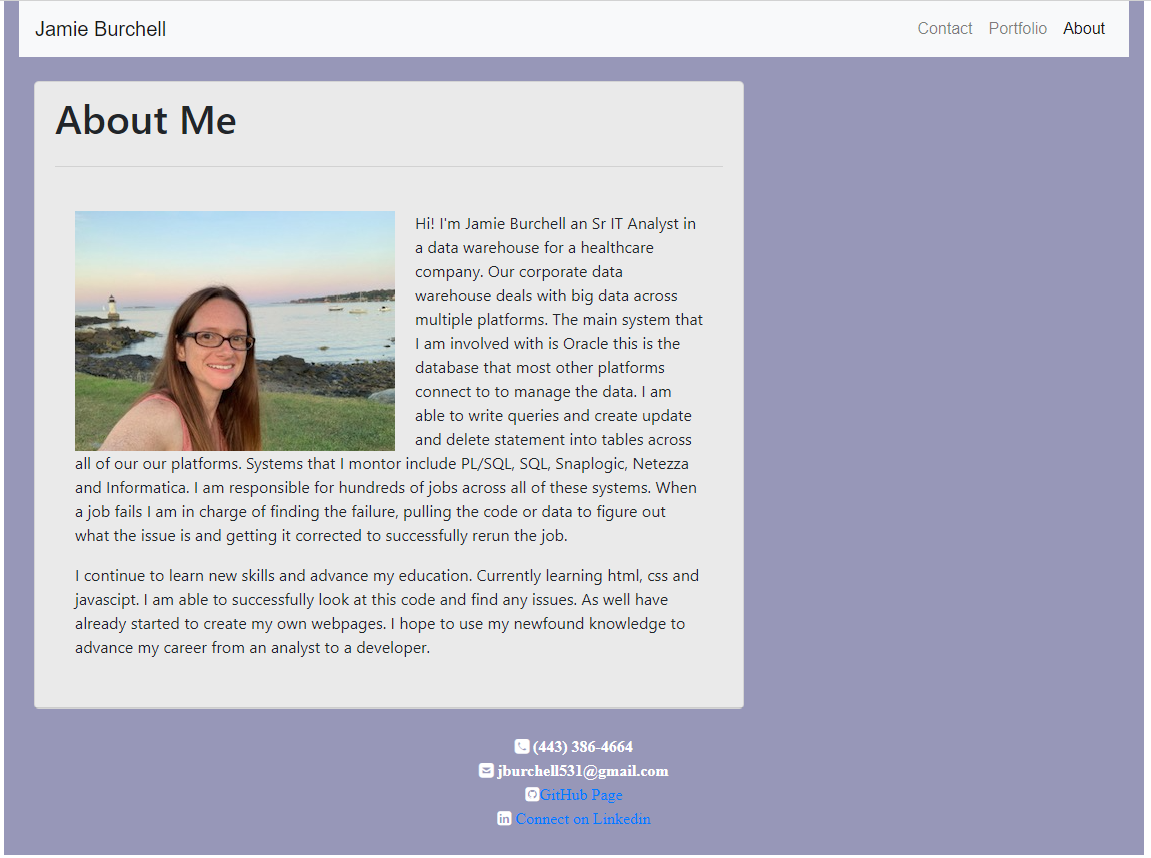 Jamie Burchell
Contact Portfolio About
About Me
Hi! I'm Jamie Burchell an Sr IT Analyst in
a data warehouse for a healthcare
company. Our corporate data
warehouse deals with big data across
multiple platforms. The main system that
I am involved with is Oracle this is the
database that most other platforms
connect to to manage the data. I am
able to write queries and create update
and delete statement into tables across
all of our our platforms. Systems that I montor include PL/SQL, SQL, Snaplogic, Netezza
and Informatica. I am responsible for hundreds of jobs across all of these systems. When
a job fails I am in charge of finding the failure, pulling the code or data to figure out
what the issue is and getting it corrected to successfully rerun the job.
I continue to learn new skills and advance my education. Currently learning html, css and
javascipt. I am able to successfully look at this code and find any issues. As well have
already started to create my own webpages. I hope to use my newfound knowledge to
advance my career from an analyst to a developer.
(443) 386-4664
jburchell531@gmail.com
GitHub Page
in Connect on Linkedin